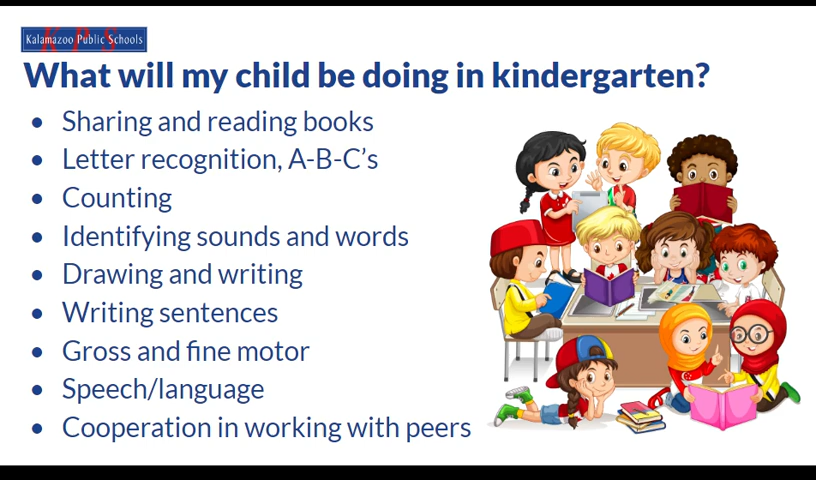 Kalamazoo Public Schools
What will my child be doing in kindergarten?
• Sharing and reading books
• Letter recognition, A-B-C’s
• Counting
• Identifying sounds and words
• Drawing and writing
• Writing sentences
• Gross and fine motor
• Speech/language
• Cooperation in working with peers